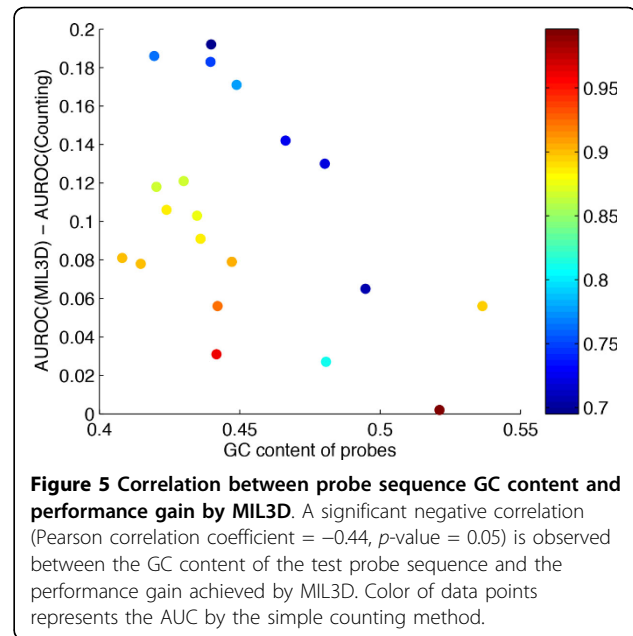 0.2
0.18
0.16
0.14
0.12
0.1
0.08
0.06
0.04
0.02
0
AUROC(MIL3D) − AUROC(Counting)
0.4 0.45 0.5 0.55
GC content of probes
0.95
0.9
0.85
0.8
0.75
0.7
Figure 5 Correlation between probe sequence GC content and
performance gain by MIL3D. A significant negative correlation
(Pearson correlation coefficient = −0.44, p-value = 0.05) is observed
between the GC content of the test probe sequence and the
performance gain achieved by MIL3D. Color of data points
represents the AUC by the simple counting method.